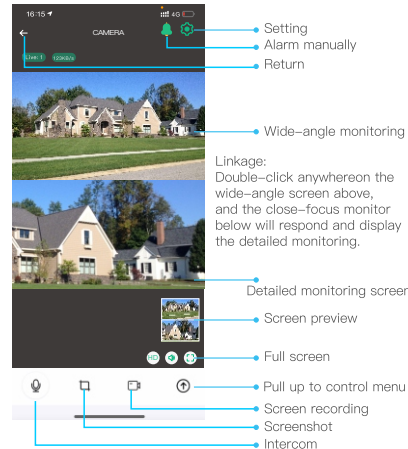 16:15
4G
CAMERA
Live: 1
123KB/s
Setting
Alarm manually
Return
Wide-angle monitoring
Linkage:
Double-click anywhereon the
wide-angle screen above,
and the close-focus monitor
below will respond and display
the detailed monitoring.
Detailed monitoring screen
Screen preview
HD
Full screen
Pull up to control menu
Screen recording
Screenshot
Intercom